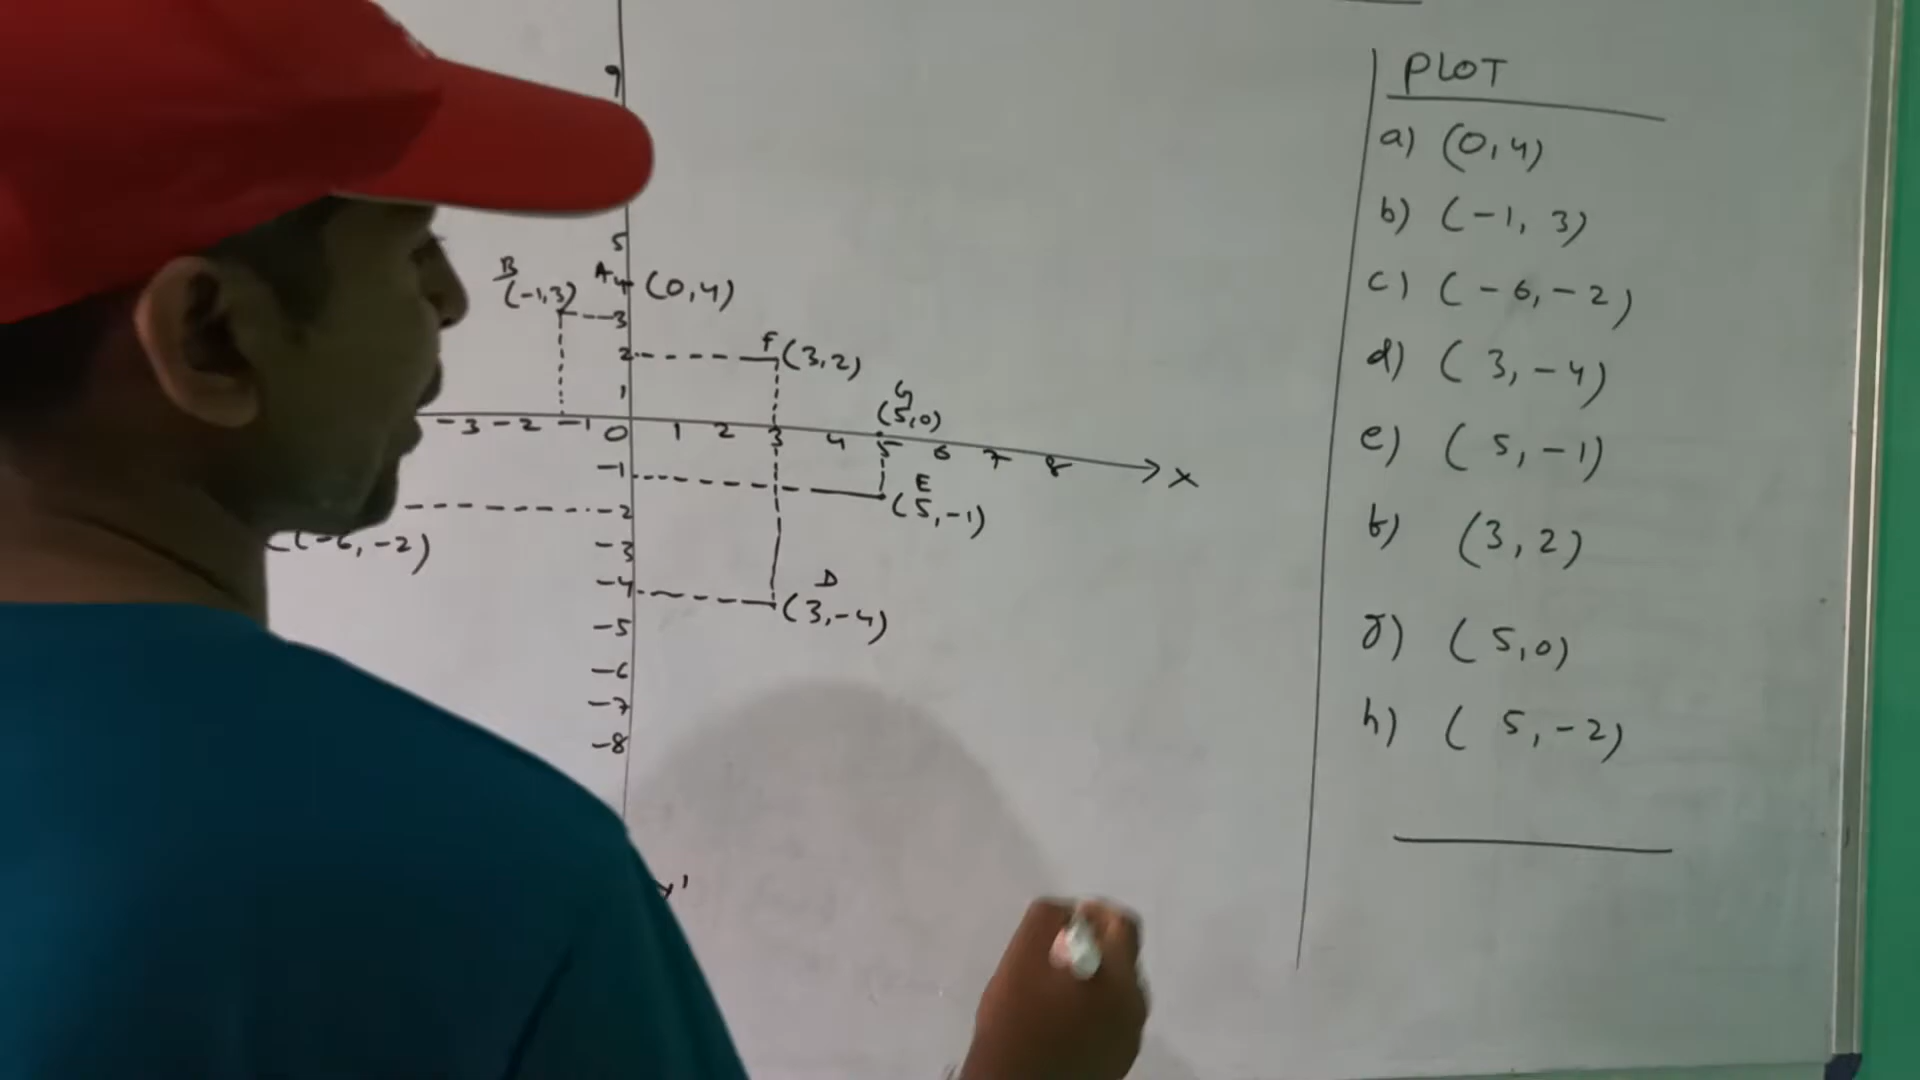 9
5
B
A 4 (0,4)
(-1,3)
3
F
2 (3,2)
1
G
(5,0)
-3 -2 -1 0 1 2 3 4 5 6 7 8 X
-1
E
(5,-1)
-2
(-6,-2)
-3
-4
D
(3,-4)
-5
-6
-7
-8
Y'
PLOT
a) (0,4)
b) (-1, 3)
c) (-6,-2)
d) (3,-4)
e) (5,-1)
f) (3,2)
g) (5,0)
h) (5,-2)